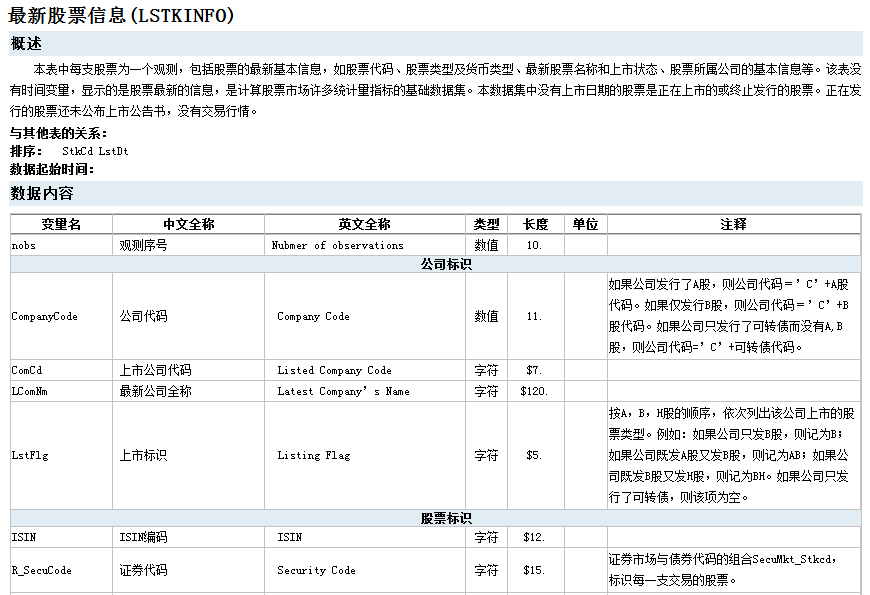 最新股票信息(LSTKINFO)
概述
本表中每支股票为一个观测，包括股票的最新基本信息，如股票代码、股票类型及货币类型、最新股票名称和上市状态、股票所属公司的基本信息等。该表没
有时间变量，显示的是股票最新的信息，是计算股票市场许多统计量指标的基础数据集。本数据集中没有上市日期的股票是正在上市的或终止发行的股票。正在发
行的股票还未公布上市公告书，没有交易行情。
与其他表的关系：
排序： StkCd LstDt
数据起始时间：
数据内容
变量名 中文全称 英文全称 类型 长度 单位 注释
nobs 观测序号 Nubmer of observations 数值 10.
公司标识
CompanyCode 公司代码 Company Code 数值 11. 如果公司发行了A股，则公司代码＝’C’+A股
代码。如果仅发行B股，则公司代码＝’C’+B
股代码。如果公司只发行了可转债而没有A,B
股，则公司代码=’C’+可转债代码。
ComCd 上市公司代码 Listed Company Code 字符 $7.
LComNm 最新公司全称 Latest Company’s Name 字符 $120.
LstFlg 上市标识 Listing Flag 字符 $5. 按A，B，H股的顺序，依次列出该公司上市的股
票类型。例如：如果公司只发B股，则记为B；
如果公司既发A股又发B股，则记为AB；如果公
司既发B股又发H股，则记为BH。如果公司只发
行了可转债，则该项为空。
股票标识
ISIN ISIN编码 ISIN 字符 $12.
R_SecuCode 证券代码 Security Code 字符 $15. 证券市场与债券代码的组合SecuMkt_Stkcd，
标识每一支交易的股票。